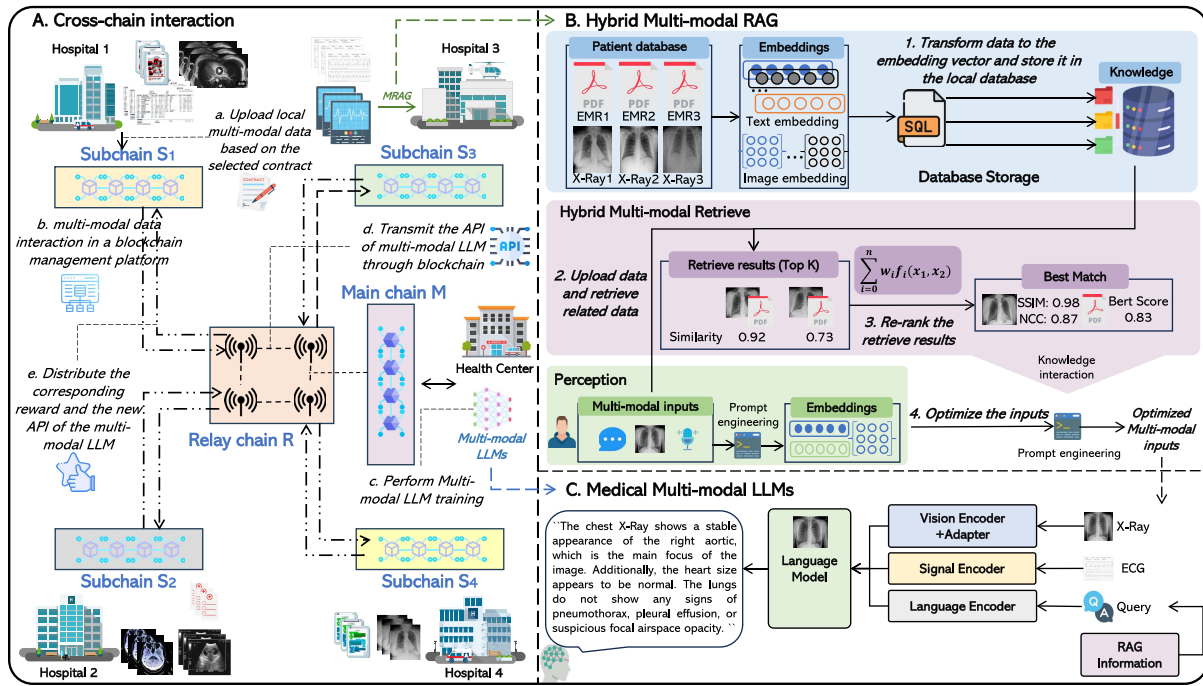 A. Cross-chain interaction
Hospital 1
Hospital 3
MRAG
a. Upload local
multi-modal data
based on the
selected contract
Subchain S1
Subchain S3
CONTRACT
b. multi-modal data
interaction in a blockchain
management platform
d. Transmit the API
of multi-modal LLM
through blockchain
API
Main chain M
Health Center
e. Distribute the
corresponding
reward and the new
API of the multi-
modal LLM
Relay chain R
Multi-modal
LLMs
c. Perform Multi-
modal LLM training
Subchain S2
Subchain S4
Hospital 2
Hospital 4
B. Hybrid Multi-modal RAG
Patient database
PDF PDF PDF
EMR1 EMR2 EMR3
X-Ray1 X-Ray2 X-Ray3
Embeddings
Text embedding
...
Image embedding
1. Transform data to the
embedding vector and store it in
the local database
SQL
Knowledge
Database Storage
Hybrid Multi-modal Retrieve
2. Upload data
and retrieve
related data
Retrieve results (Top K)
PDF PDF
Similarity 0.92 0.73
∑ᵢ₌₀ⁿ wᵢfᵢ(x₁, x₂)
3. Re-rank the
retrieve results
Best Match
SSIM: 0.98
NCC: 0.87
PDF
Bert Score
0.83
Knowledge
interaction
Perception
Multi-modal inputs
Prompt
engineering
Embeddings
4. Optimize the inputs
Prompt engineering
Optimized
Multi-modal
inputs
C. Medical Multi-modal LLMs
``The chest X-Ray shows a stable
appearance of the right aortic,
which is the main focus of the
image. Additionally, the heart size
appears to be normal. The lungs
do not show any signs of
pneumothorax, pleural effusion, or
suspicious focal airspace opacity. ``
Language
Model
Vision Encoder
+Adapter
Signal Encoder
Language Encoder
X-Ray
ECG
Q
A
Query
RAG
Information